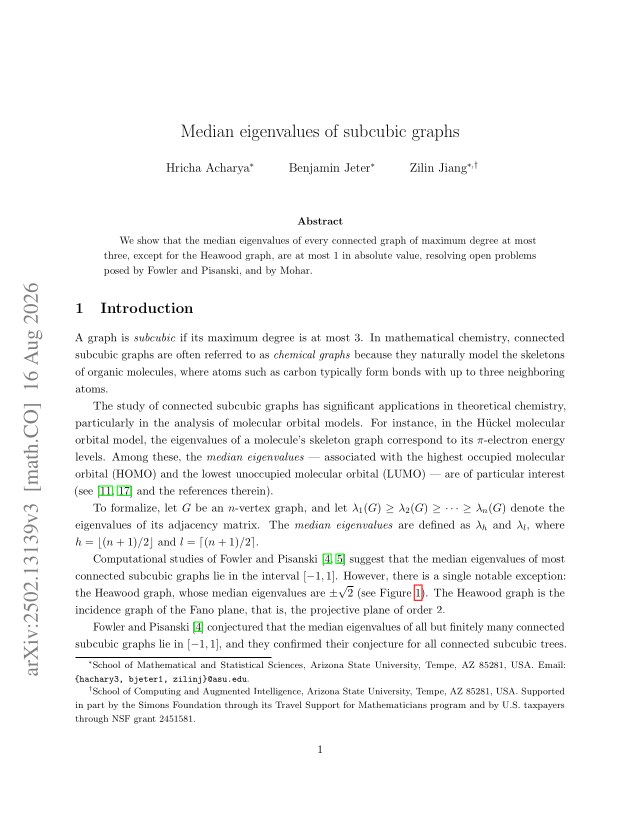 Median eigenvalues of subcubic graphs
Hricha Acharya* Benjamin Jeter* Zilin Jiang*,†
Abstract
We show that the median eigenvalues of every connected graph of maximum degree at most
three, except for the Heawood graph, are at most 1 in absolute value, resolving open problems
posed by Fowler and Pisanski, and by Mohar.
1 Introduction
A graph is subcubic if its maximum degree is at most 3. In mathematical chemistry, connected
subcubic graphs are often referred to as chemical graphs because they naturally model the skeletons
of organic molecules, where atoms such as carbon typically form bonds with up to three neighboring
atoms.
The study of connected subcubic graphs has significant applications in theoretical chemistry,
particularly in the analysis of molecular orbital models. For instance, in the Hückel molecular
orbital model, the eigenvalues of a molecule's skeleton graph correspond to its π-electron energy
levels. Among these, the median eigenvalues — associated with the highest occupied molecular
orbital (HOMO) and the lowest unoccupied molecular orbital (LUMO) — are of particular interest
(see [11, 17] and the references therein).
To formalize, let G be an n-vertex graph, and let λ₁(G) ≥ λ₂(G) ≥ ··· ≥ λₙ(G) denote the
eigenvalues of its adjacency matrix. The median eigenvalues are defined as λₕ and λₗ, where
h = ⌊(n + 1)/2⌋ and l = ⌈(n + 1)/2⌉.
Computational studies of Fowler and Pisanski [4, 5] suggest that the median eigenvalues of most
connected subcubic graphs lie in the interval [−1, 1]. However, there is a single notable exception:
the Heawood graph, whose median eigenvalues are ±√2 (see Figure 1). The Heawood graph is the
incidence graph of the Fano plane, that is, the projective plane of order 2.
Fowler and Pisanski [4] conjectured that the median eigenvalues of all but finitely many connected
subcubic graphs lie in [−1, 1], and they confirmed their conjecture for all connected subcubic trees.
*School of Mathematical and Statistical Sciences, Arizona State University, Tempe, AZ 85281, USA. Email:
{hachary3, bjeter1, zilinj}@asu.edu.
†School of Computing and Augmented Intelligence, Arizona State University, Tempe, AZ 85281, USA. Supported
in part by the Simons Foundation through its Travel Support for Mathematicians program and by U.S. taxpayers
through NSF grant 2451581.
1
arXiv:2502.13139v3 [math.CO] 16 Aug 2026